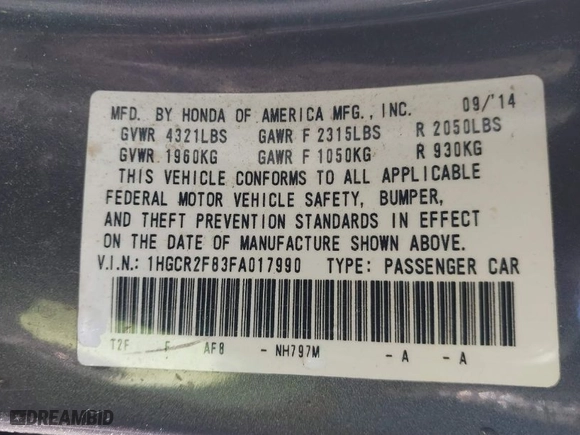 MFD. BY HONDA OF AMERICA MFG., INC. 09/'14
GVWR 4321LBS GAWR F 2315LBS R 2050LBS
GVWR 1960KG GAWR F 1050KG R 930KG
THIS VEHICLE CONFORMS TO ALL APPLICABLE
FEDERAL MOTOR VEHICLE SAFETY, BUMPER,
AND THEFT PREVENTION STANDARDS IN EFFECT
ON THE DATE OF MANUFACTURE SHOWN ABOVE.
V.I.N.: 1HGCR2F83FA017990 TYPE: PASSENGER CAR
T2F F AF8 - NH797M - A - A
DREAMBID